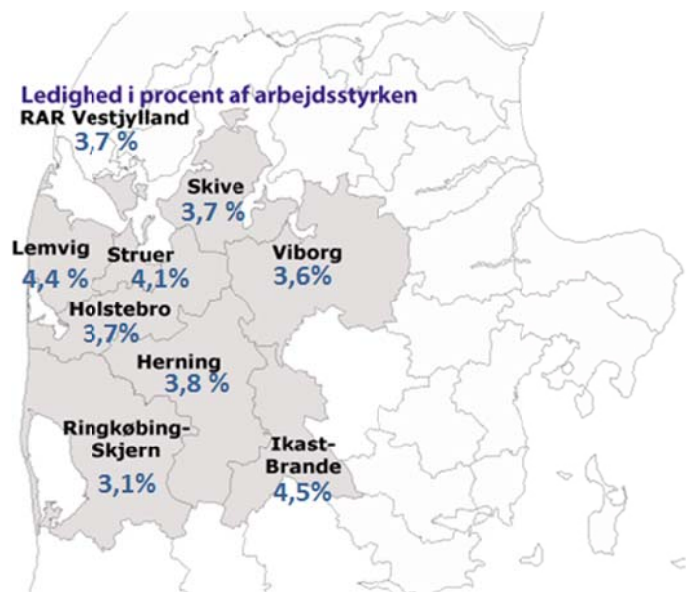 Ledighed i procent af arbejdsstyrken
RAR Vestjylland
3,7 %
Skive
3,7 %
Lemvig
4,4 %
Struer
4,1%
Viborg
3,6%
Holstebro
3,7%
Herning
3,8 %
Ringkøbing-
Skjern
3,1%
Ikast-
Brande
4,5%